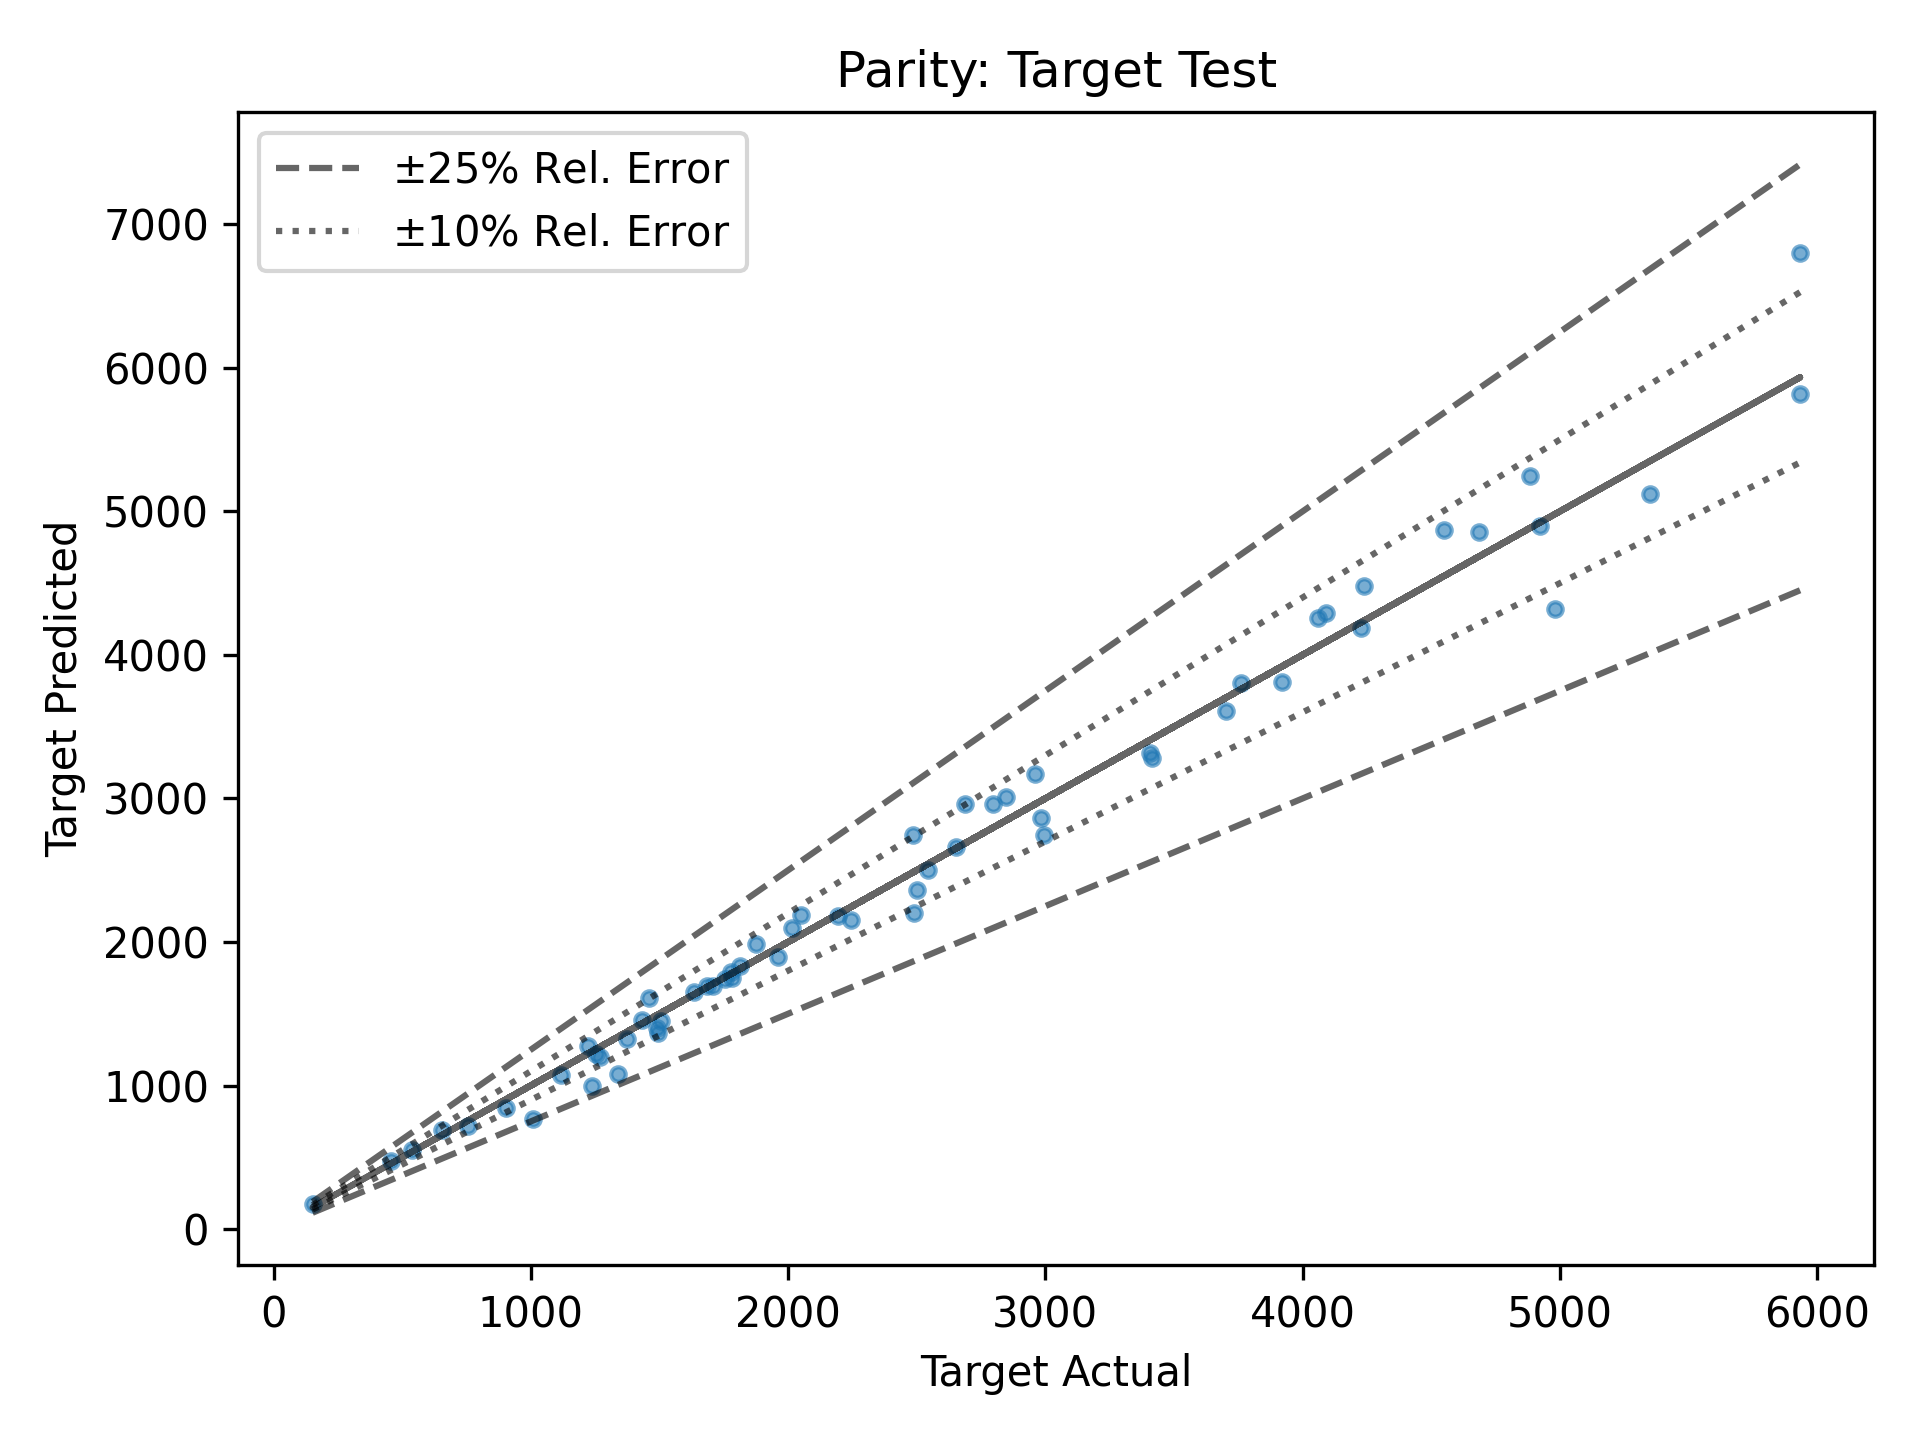 Parity: Target Test
±25% Rel. Error
±10% Rel. Error
7000
6000
5000
4000
3000
2000
1000
0
Target Predicted
0 1000 2000 3000 4000 5000 6000
Target Actual